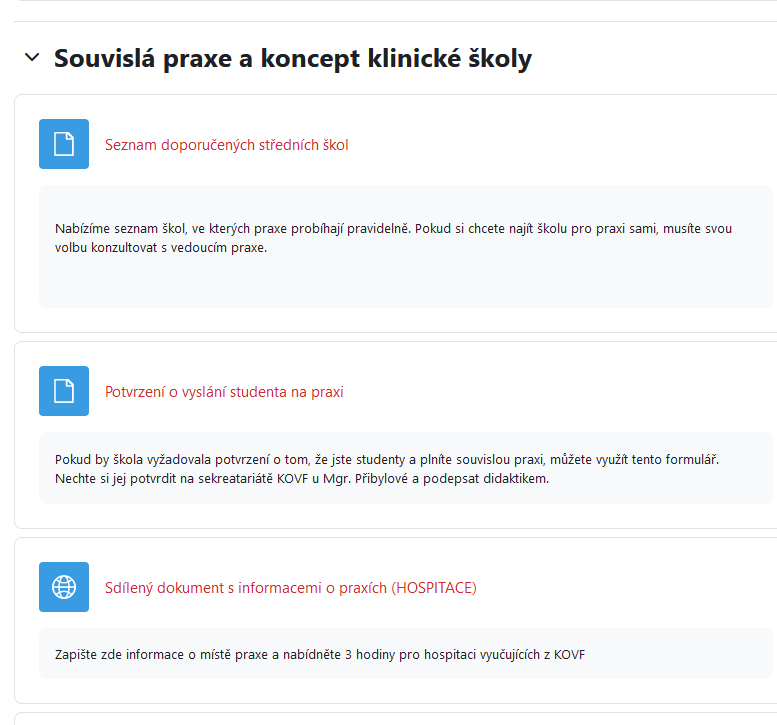 Souvislá praxe a koncept klinické školy
Seznam doporučených středních škol
Nabízíme seznam škol, ve kterých praxe probíhají pravidelně. Pokud si chcete najít školu pro praxi sami, musíte svou
volbu konzultovat s vedoucím praxe.
Potvrzení o vyslání studenta na praxi
Pokud by škola vyžadovala potvrzení o tom, že jste studenty a plníte souvislou praxi, můžete využít tento formulář.
Nechte si jej potvrdit na sekreatariátě KOVF u Mgr. Přibylové a podepsat didaktikem.
Sdílený dokument s informacemi o praxích (HOSPITACE)
Zapište zde informace o místě praxe a nabídněte 3 hodiny pro hospitaci vyučujících z KOVF